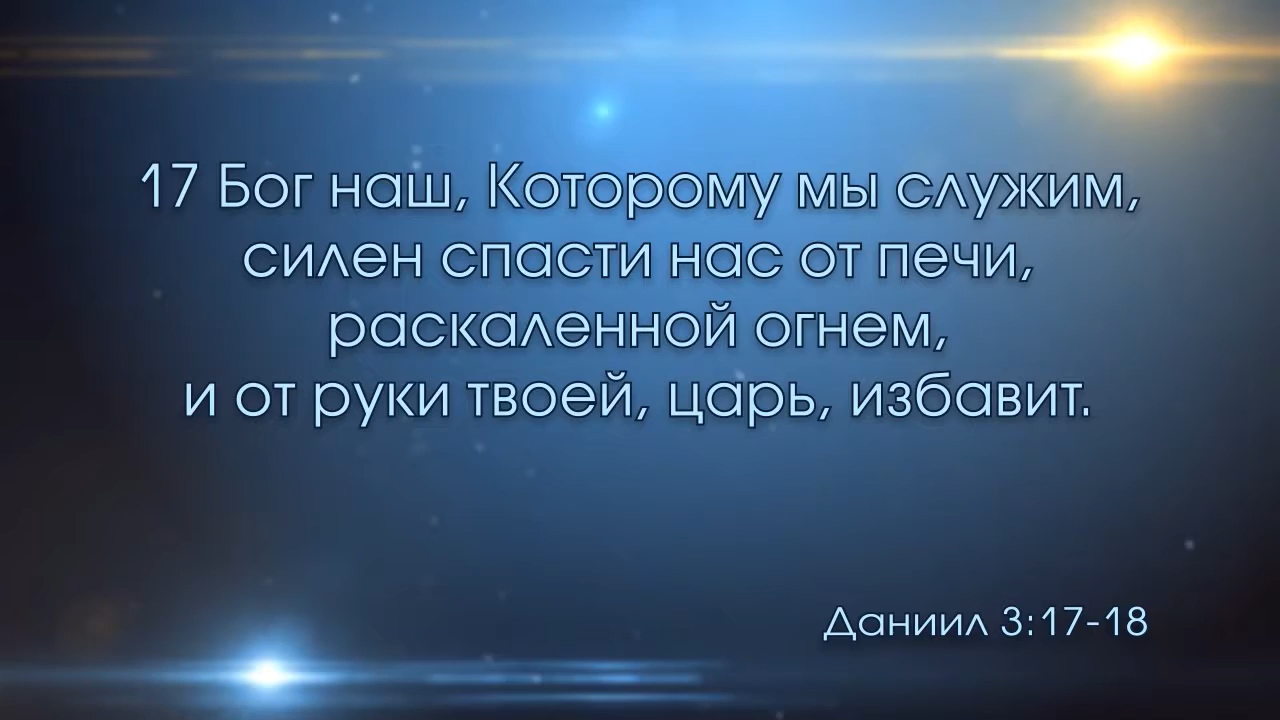 17 Бог наш, Которому мы служим,
силен спасти нас от печи,
раскаленной огнем,
и от руки твоей, царь, избавит.
Даниил 3:17-18